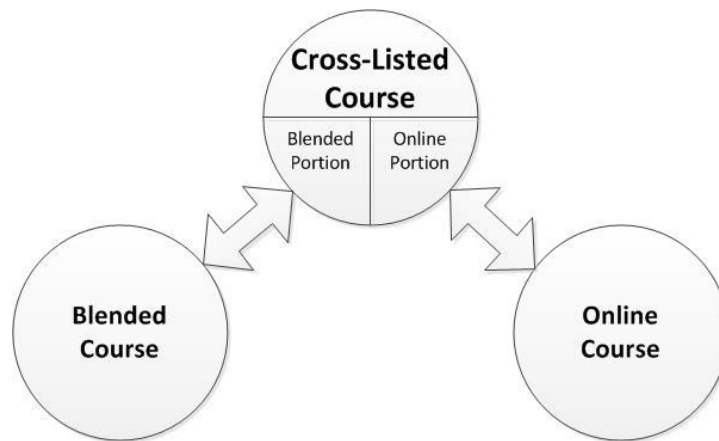 Cross-Listed
Course
Blended
Portion
Online
Portion
Blended
Course
Online
Course